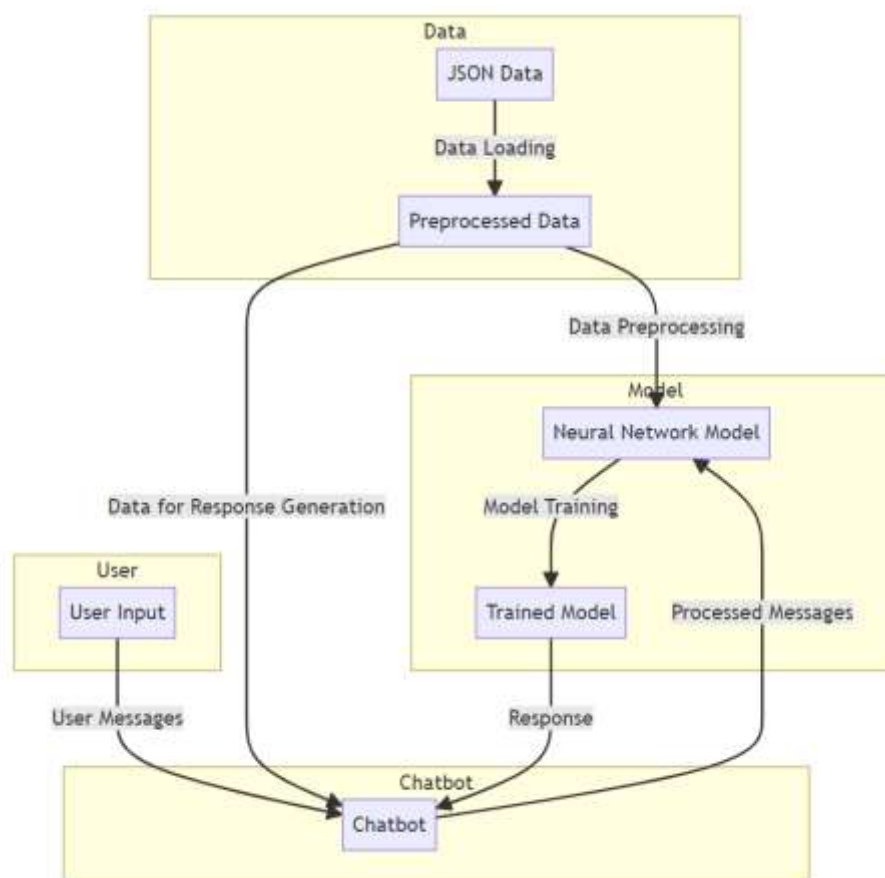 Data
JSON Data
Data Loading
Preprocessed Data
Data Preprocessing
Model
Neural Network Model
Data for Response Generation
Model Training
User
User Input
Trained Model
Processed Messages
User Messages
Response
Chatbot
Chatbot